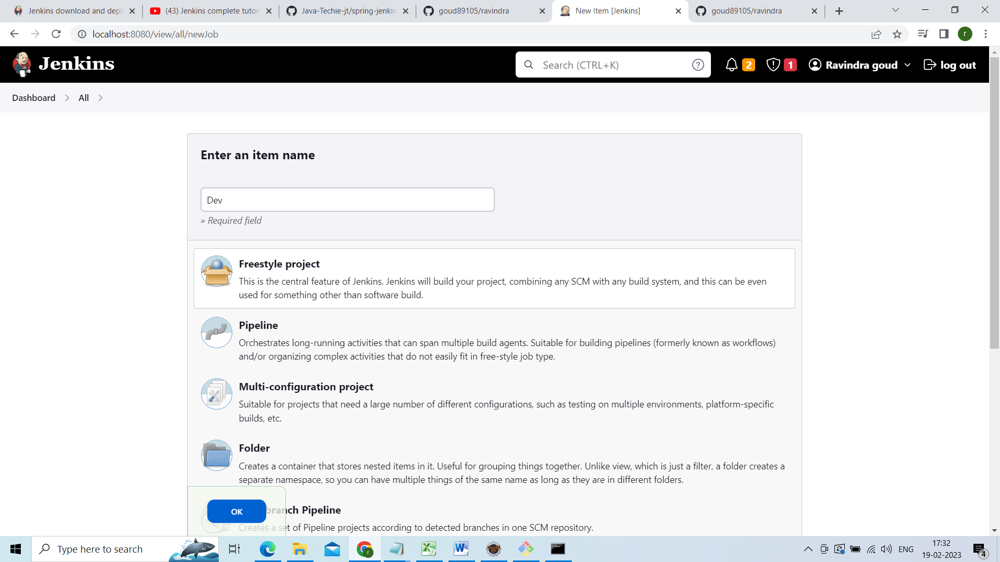 Jenkins download and depl
(43) Jenkins complete tutori
Java-Techie-jt/spring-jenkin
goud89105/ravindra
New Item [Jenkins]
goud89105/ravindra
localhost:8080/view/all/newJob
r
Jenkins
Search (CTRL+K)
2
1
Ravindra goud
log out
Dashboard
All
Enter an item name
Dev
» Required field
Freestyle project
This is the central feature of Jenkins. Jenkins will build your project, combining any SCM with any build system, and this can be even
used for something other than software build.
Pipeline
Orchestrates long-running activities that can span multiple build agents. Suitable for building pipelines (formerly known as workflows)
and/or organizing complex activities that do not easily fit in free-style job type.
Multi-configuration project
Suitable for projects that need a large number of different configurations, such as testing on multiple environments, platform-specific
builds, etc.
Folder
Creates a container that stores nested items in it. Useful for grouping things together. Unlike view, which is just a filter, a folder creates a
separate namespace, so you can have multiple things of the same name as long as they are in different folders.
OK
branch Pipeline
Creates a set of Pipeline projects according to detected branches in one SCM repository.
Type here to search
ENG
17:32
19-02-2023
4